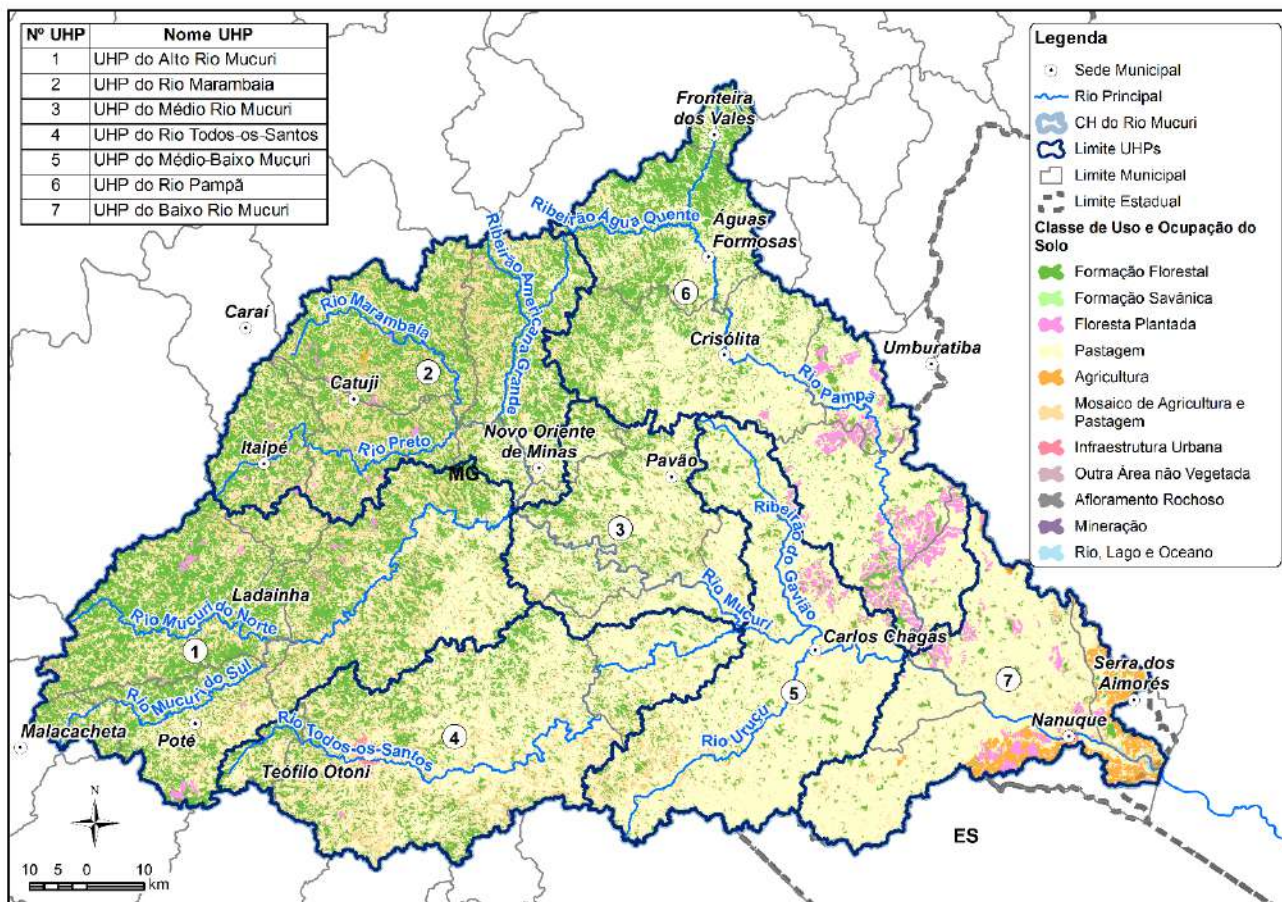 Nº UHP Nome UHP
1 UHP do Alto Rio Mucuri
2 UHP do Rio Marambaia
3 UHP do Médio Rio Mucuri
4 UHP do Rio Todos-os-Santos
5 UHP do Médio-Baixo Mucuri
6 UHP do Rio Pampã
7 UHP do Baixo Rio Mucuri
Legenda
Sede Municipal
Rio Principal
CH do Rio Mucuri
Limite UHPs
Limite Municipal
Limite Estadual
Classe de Uso e Ocupação do
Solo
Formação Florestal
Formação Savânica
Floresta Plantada
Pastagem
Agricultura
Mosaico de Agricultura e
Pastagem
Infraestrutura Urbana
Outra Área não Vegetada
Afloramento Rochoso
Mineração
Rio, Lago e Oceano
Fronteira
dos Vales
Ribeirão Água Quente
Águas
Formosas
Ribeirão Americana Grande
6
Caraí
Rio Marambaia
Crisólita
Umburatiba
Catuji
2
Rio Pampã
Itaipé
Rio Preto
Novo Oriente
de Minas
Pavão
MG
3
Ribeirão do Gavião
Ladainha
Rio Mucuri do Norte
Rio Mucuri
1
Carlos Chagas
Rio Mucuri do Sul
Serra dos
Aimorés
7
5
Malacacheta
Poté
Rio Todos-os-Santos
4
Rio Uruçu
Nanuque
Teófilo Otoni
N
ES
10 5 0 10
km